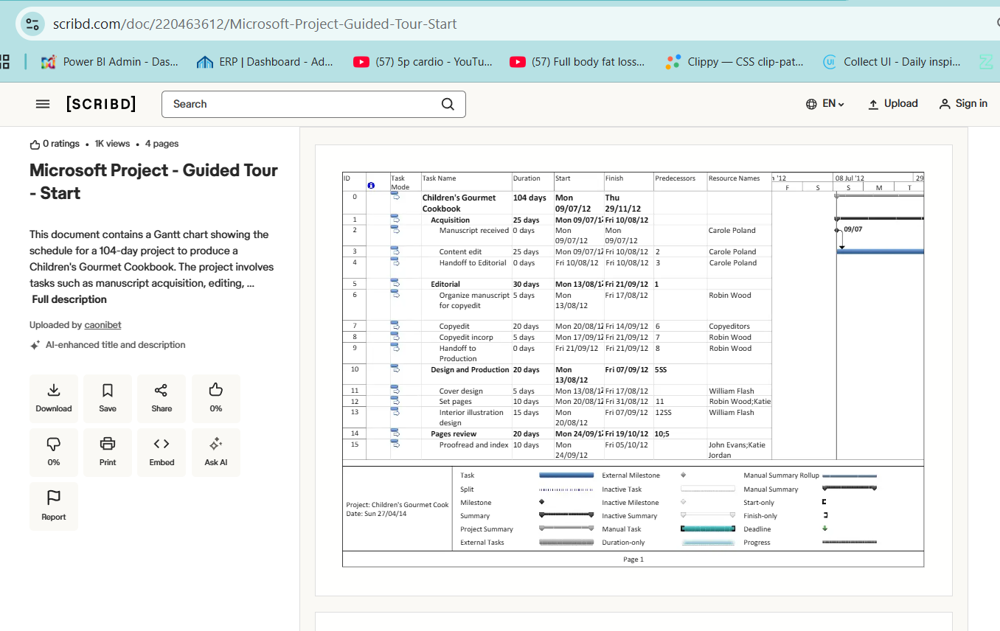 scribd.com/doc/220463612/Microsoft-Project-Guided-Tour-Start
Power BI Admin - Das... ERP | Dashboard - Ad... (57) 5p cardio - YouTu... (57) Full body fat loss... Clippy — CSS clip-pat... Collect UI - Daily inspi...
[SCRIBD] Search EN Upload Sign in
0 ratings • 1K views • 4 pages
Microsoft Project - Guided Tour
- Start
This document contains a Gantt chart showing the
schedule for a 104-day project to produce a
Children's Gourmet Cookbook. The project involves
tasks such as manuscript acquisition, editing, ...
Full description
Uploaded by caonibet
AI-enhanced title and description
Download Save Share 0%
0% Print Embed Ask AI
Report
ID Task Mode Task Name Duration Start Finish Predecessors Resource Names '12 08 Jul '12 29
F S S M T
0 Children's Gourmet Cookbook 104 days Mon 09/07/12 Thu 29/11/12
1 Acquisition 25 days Mon 09/07/1 Fri 10/08/12
2 Manuscript received 0 days Mon 09/07/12 Mon 09/07/12 Carole Poland 09/07
3 Content edit 25 days Mon 09/07/1 Fri 10/08/12 2 Carole Poland
4 Handoff to Editorial 0 days Fri 10/08/12 Fri 10/08/12 3 Carole Poland
5 Editorial 30 days Mon 13/08/1 Fri 21/09/12 1
6 Organize manuscript for copyedit 5 days Mon 13/08/12 Fri 17/08/12 Robin Wood
7 Copyedit 20 days Mon 20/08/1 Fri 14/09/12 6 Copyeditors
8 Copyedit incorp 5 days Mon 17/09/1 Fri 21/09/12 7 Robin Wood
9 Handoff to Production 0 days Fri 21/09/12 Fri 21/09/12 8 Robin Wood
10 Design and Production 20 days Mon 13/08/12 Fri 07/09/12 5SS
11 Cover design 5 days Mon 13/08/1 Fri 17/08/12 William Flash
12 Set pages 10 days Mon 20/08/1 Fri 31/08/12 11 Robin Wood;Katie
13 Interior illustration design 15 days Mon 20/08/12 Fri 07/09/12 12SS William Flash
14 Pages review 20 days Mon 24/09/1 Fri 19/10/12 10;5
15 Proofread and index 10 days Mon 24/09/12 Fri 05/10/12 John Evans;Katie Jordan
Project: Children's Gourmet Cook
Date: Sun 27/04/14
Task External Milestone Manual Summary Rollup
Split Inactive Task Manual Summary
Milestone Inactive Milestone Start-only
Summary Inactive Summary Finish-only
Project Summary Manual Task Deadline
External Tasks Duration-only Progress
Page 1